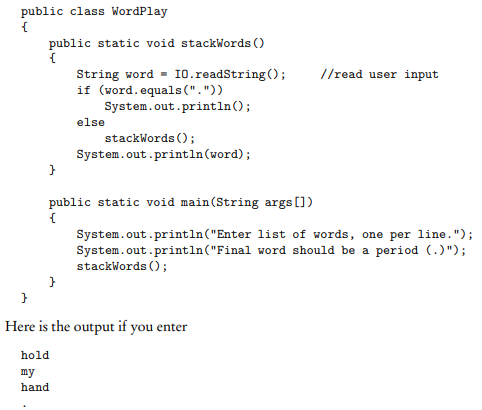 public class WordPlay
{
    public static void stackWords()
    {
        String word = IO.readString();     //read user input
        if (word.equals("."))
            System.out.println();
        else
            stackWords();
        System.out.println(word);
    }

    public static void main(String args[])
    {
        System.out.println("Enter list of words, one per line.");
        System.out.println("Final word should be a period (.)");
        stackWords();
    }
}
Here is the output if you enter
hold
my
hand
.